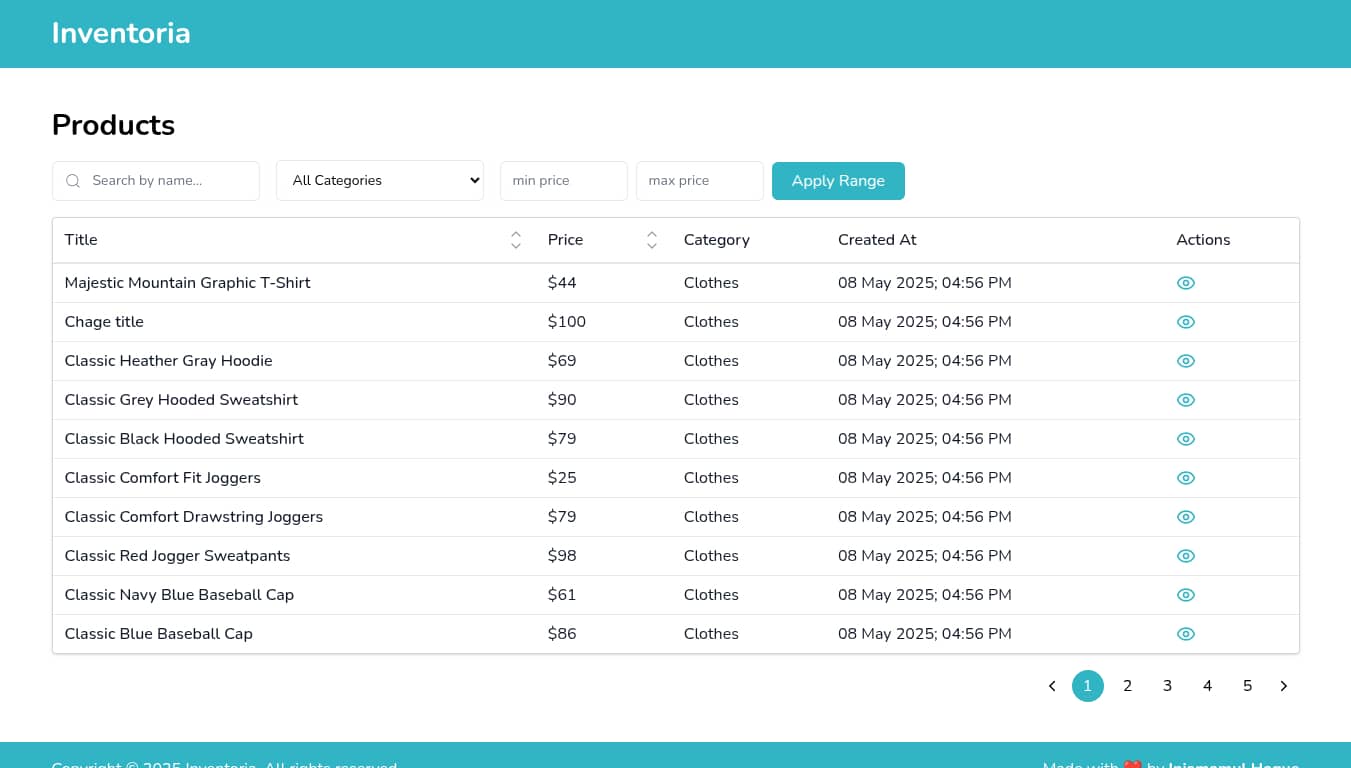 Inventoria
Products
Search by name...
All Categories
min price
max price
Apply Range
Title Price Category Created At Actions
Majestic Mountain Graphic T-Shirt $44 Clothes 08 May 2025; 04:56 PM
Chage title $100 Clothes 08 May 2025; 04:56 PM
Classic Heather Gray Hoodie $69 Clothes 08 May 2025; 04:56 PM
Classic Grey Hooded Sweatshirt $90 Clothes 08 May 2025; 04:56 PM
Classic Black Hooded Sweatshirt $79 Clothes 08 May 2025; 04:56 PM
Classic Comfort Fit Joggers $25 Clothes 08 May 2025; 04:56 PM
Classic Comfort Drawstring Joggers $79 Clothes 08 May 2025; 04:56 PM
Classic Red Jogger Sweatpants $98 Clothes 08 May 2025; 04:56 PM
Classic Navy Blue Baseball Cap $61 Clothes 08 May 2025; 04:56 PM
Classic Blue Baseball Cap $86 Clothes 08 May 2025; 04:56 PM
1 2 3 4 5
Copyright © 2025 Inventoria. All rights reserved.
Made with ❤️ by Injamamul Haque